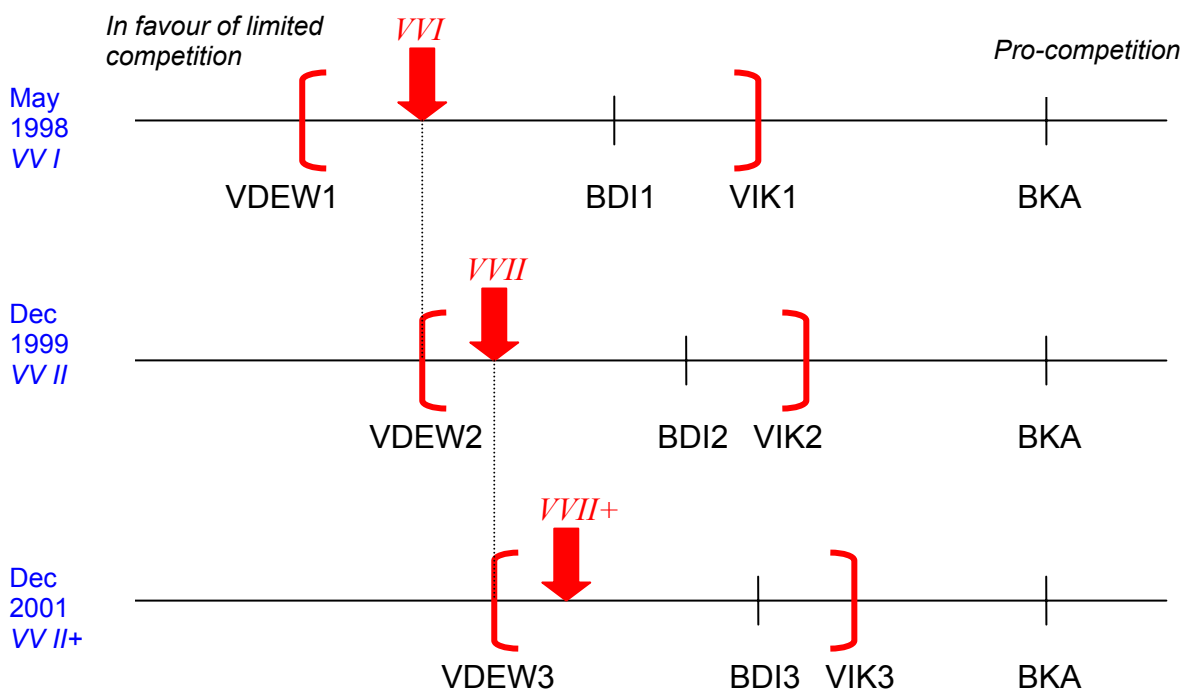 In favour of limited
competition
VVI
Pro-competition
May
1998
VV I
VDEW1
BDI1
VIK1
BKA
VVII
Dec
1999
VV II
VDEW2
BDI2
VIK2
BKA
VVII+
Dec
2001
VV II+
VDEW3
BDI3
VIK3
BKA